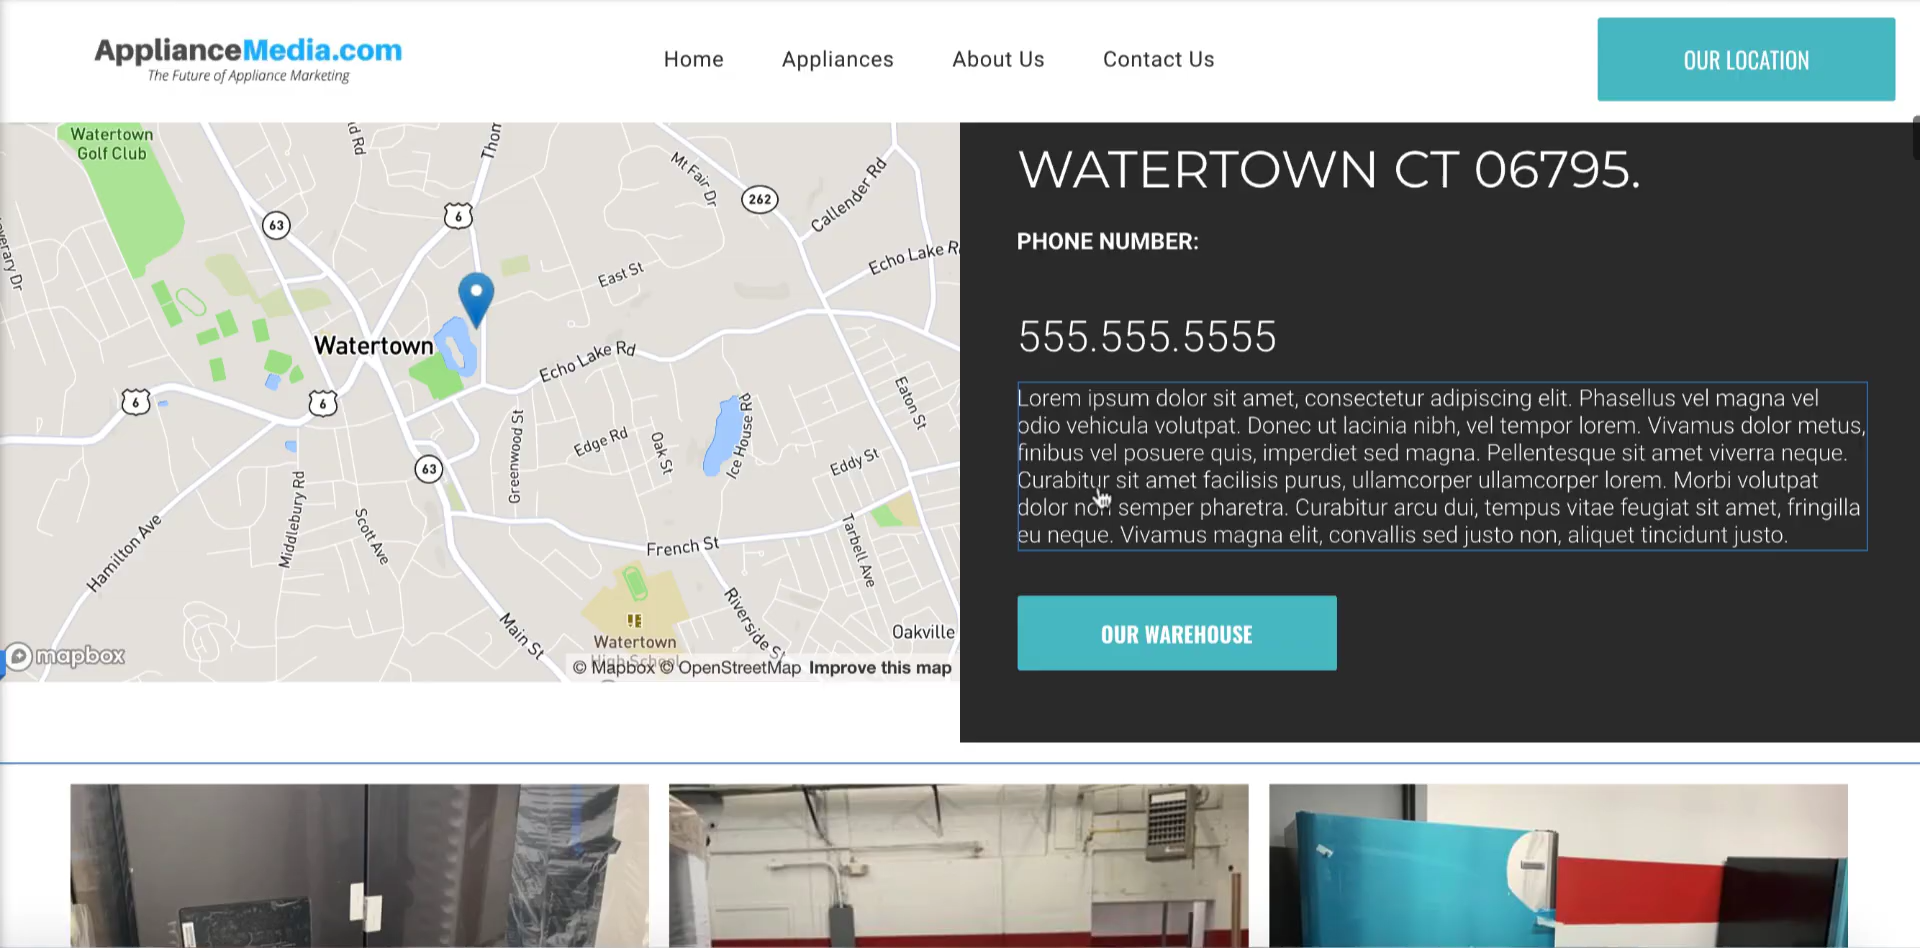 ApplianceMedia.com
The Future of Appliance Marketing
Home
Appliances
About Us
Contact Us
OUR LOCATION
Watertown
Golf Club
63
6
262
Mt Fair Dr
Callender Rd
Echo Lake R
East St
Watertown
Echo Lake Rd
6
6
63
Greenwood St
Edge Rd
Oak St
Ice House Rd
Eaton St
Eddy St
Hamilton Ave
Middlebury Rd
Scott Ave
French St
Tarbell Ave
Main St
Riverside St
Watertown
High School
Oakville
mapbox
© Mapbox © OpenStreetMap Improve this map
WATERTOWN CT 06795.
PHONE NUMBER:
555.555.5555
Lorem ipsum dolor sit amet, consectetur adipiscing elit. Phasellus vel magna vel
odio vehicula volutpat. Donec ut lacinia nibh, vel tempor lorem. Vivamus dolor metus,
finibus vel posuere quis, imperdiet sed magna. Pellentesque sit amet viverra neque.
Curabitur sit amet facilisis purus, ullamcorper ullamcorper lorem. Morbi volutpat
dolor non semper pharetra. Curabitur arcu dui, tempus vitae feugiat sit amet, fringilla
eu neque. Vivamus magna elit, convallis sed justo non, aliquet tincidunt justo.
OUR WAREHOUSE